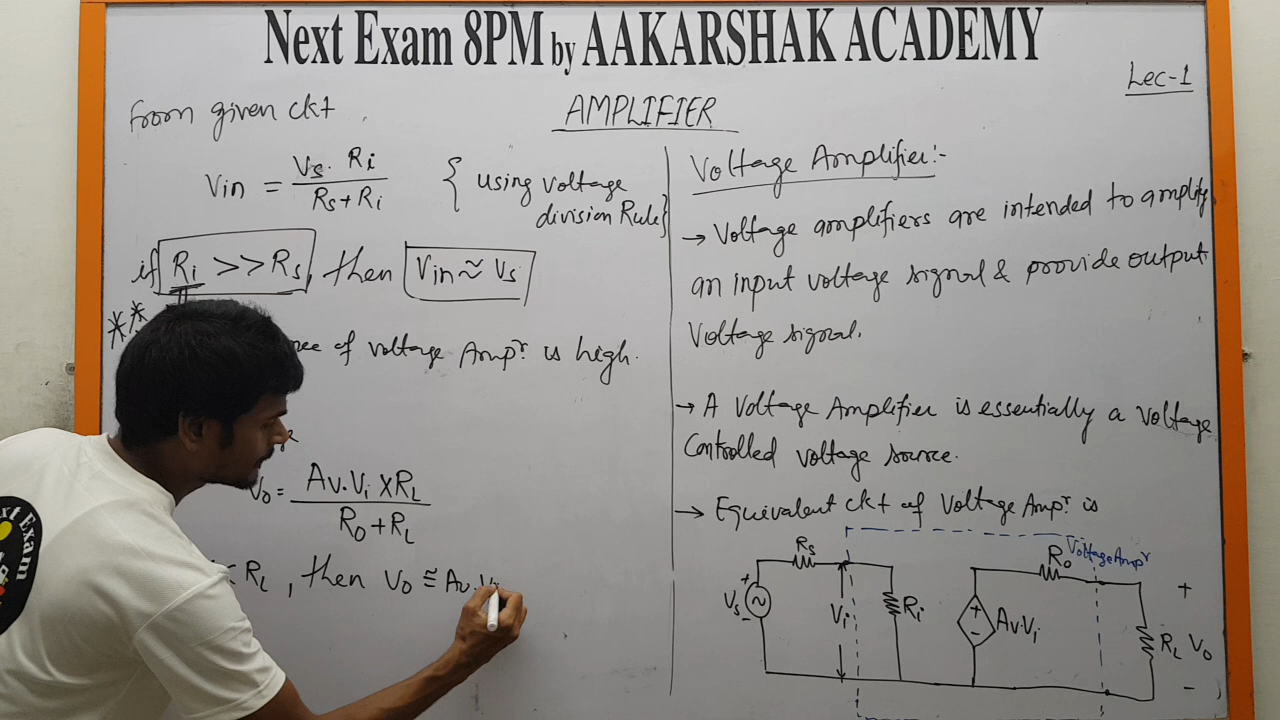 Next Exam 8PM by AAKARSHAK ACADEMY
Lec-1
AMPLIFIER
From given ckt
Vin = Vs. Ri / Rs+Ri { using voltage
division Rule}
if Ri >> Rs, then Vin ≈ Vs
**
of voltage Ampr is high.
Vo = Av.Vi x RL / Ro+RL
RL, then Vo ≅ Av.
Voltage Amplifier:-
→ Voltage amplifiers are intended to amplify
an input voltage signal & provide output
Voltage signal.
→ A Voltage Amplifier is essentially a voltage
Controlled voltage source.
→ Equivalent ckt of Voltage Ampr is
Rs
Ro
Voltage Ampr
+
Vs
-
Vi
Ri
+
-
Av.Vi
+
RL
Vo
-
Exam